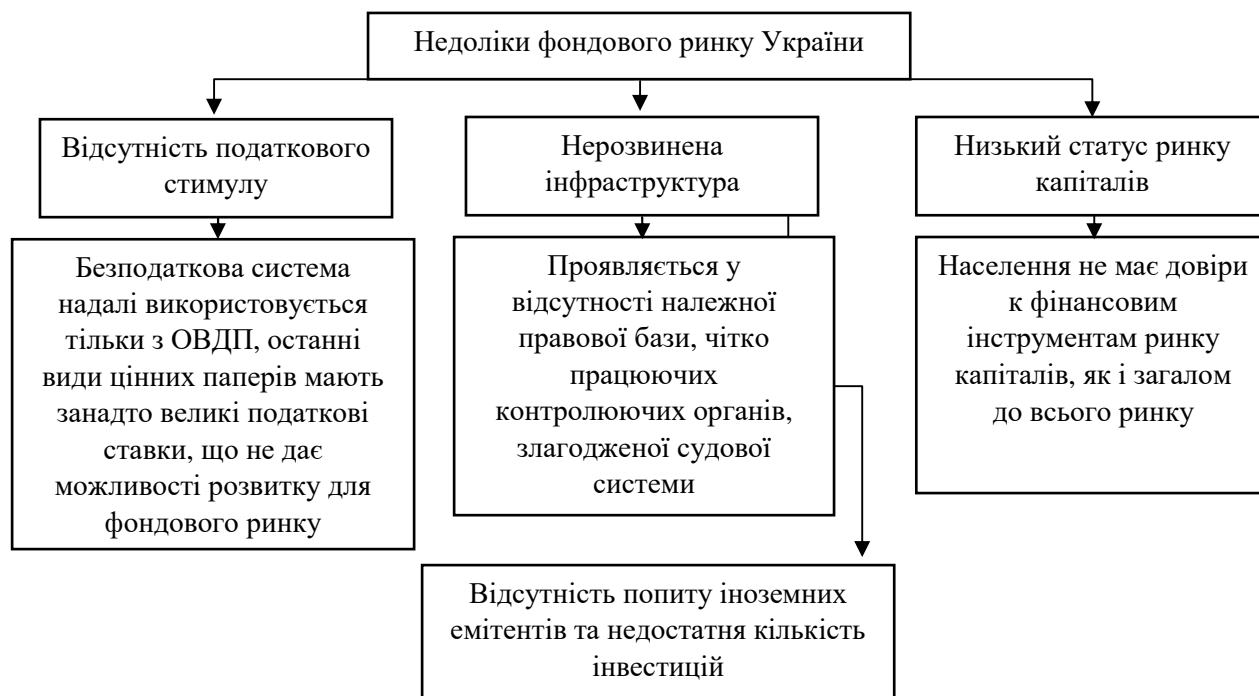 Недоліки фондового ринку України
Відсутність податкового
стимулу
Безподаткова система
надалі використовується
тільки з ОВДП, останні
види цінних паперів мають
занадто великі податкові
ставки, що не дає
можливості розвитку для
фондового ринку
Нерозвинена
інфраструктура
Проявляється у
відсутності належної
правової бази, чітко
працюючих
контролюючих органів,
злагодженої судової
системи
Низький статус ринку
капіталів
Населення не має довіри
к фінансовим
інструментам ринку
капіталів, як і загалом
до всього ринку
Відсутність попиту іноземних
емітентів та недостатня кількість
інвестицій